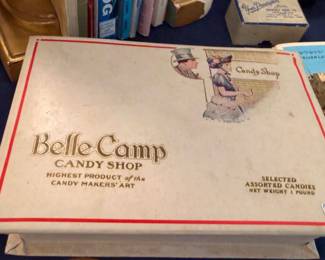 Candy Shop
Belle-Camp
CANDY SHOP
HIGHEST PRODUCT of the
CANDY MAKERS' ART
SELECTED
ASSORTED CANDIES
NET WEIGHT 1 POUND